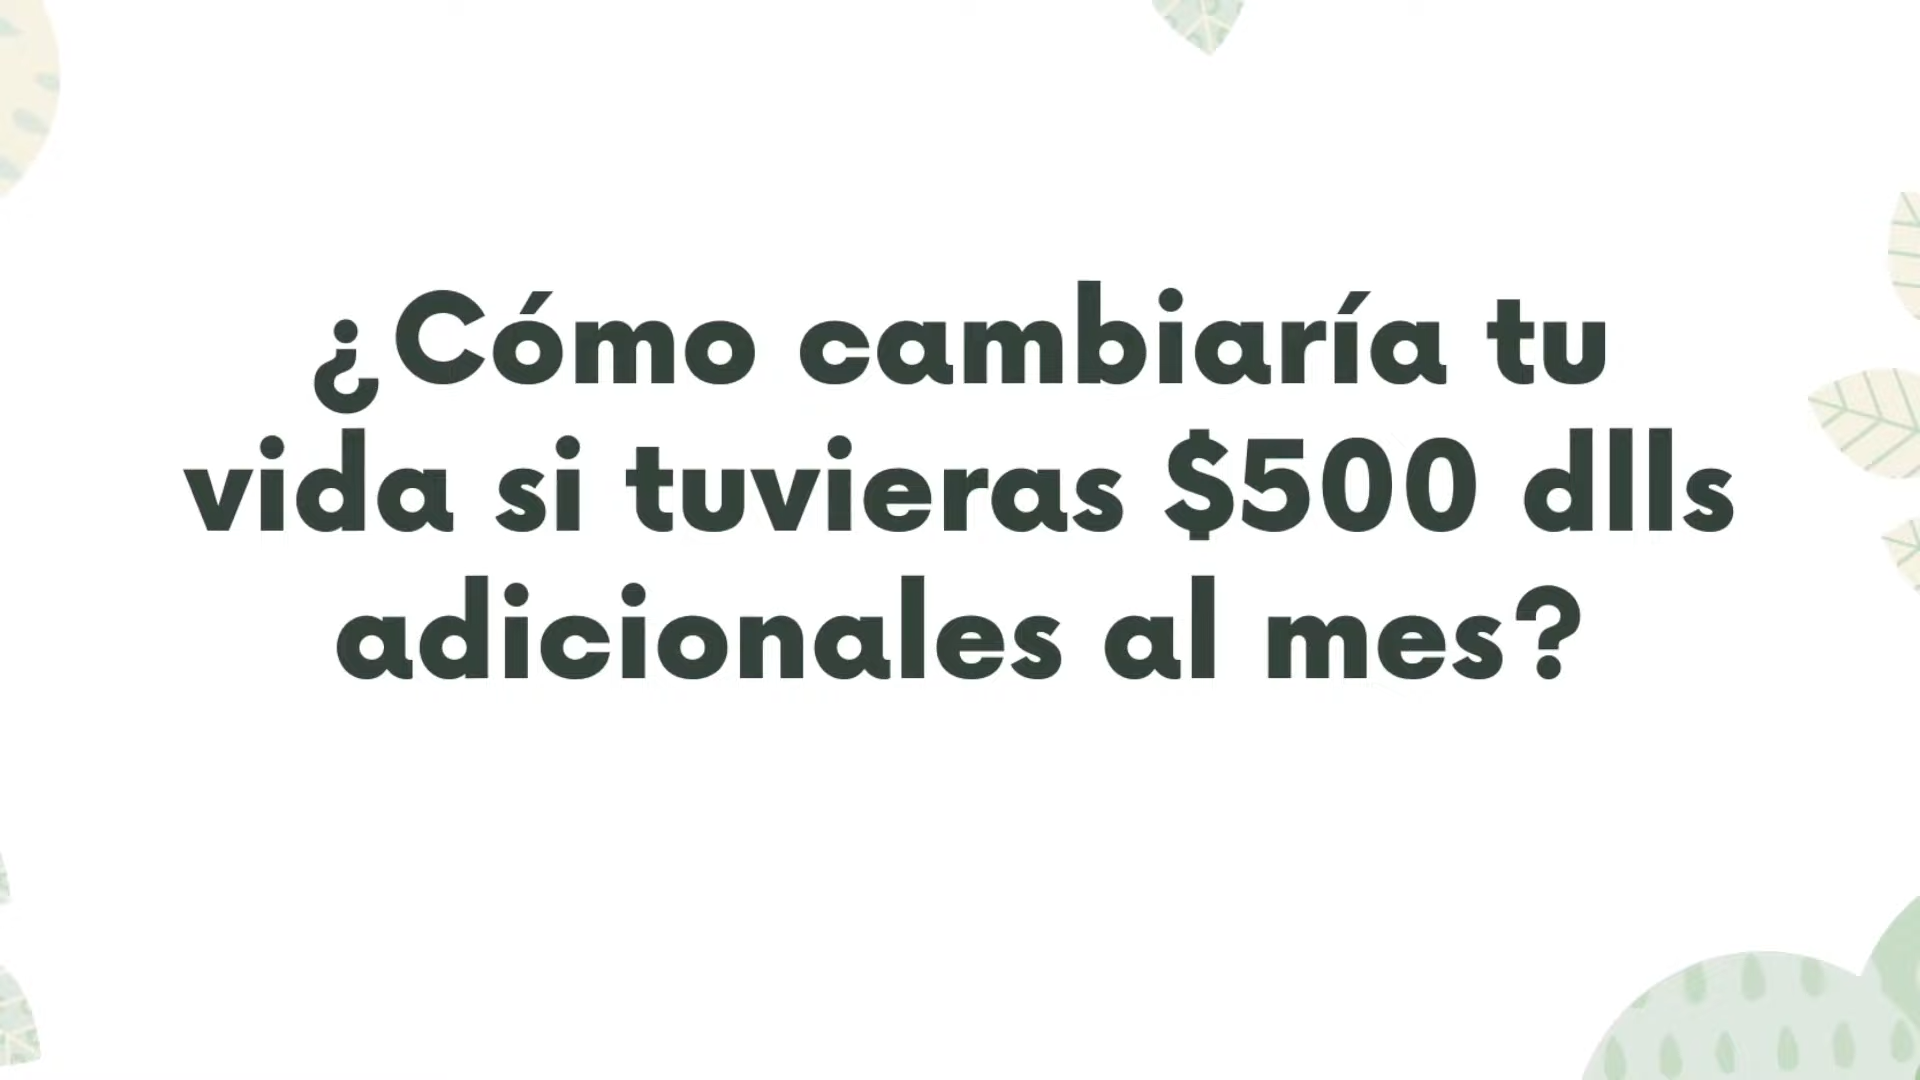 ¿Cómo cambiaría tu
vida si tuvieras $500 dlls
adicionales al mes?